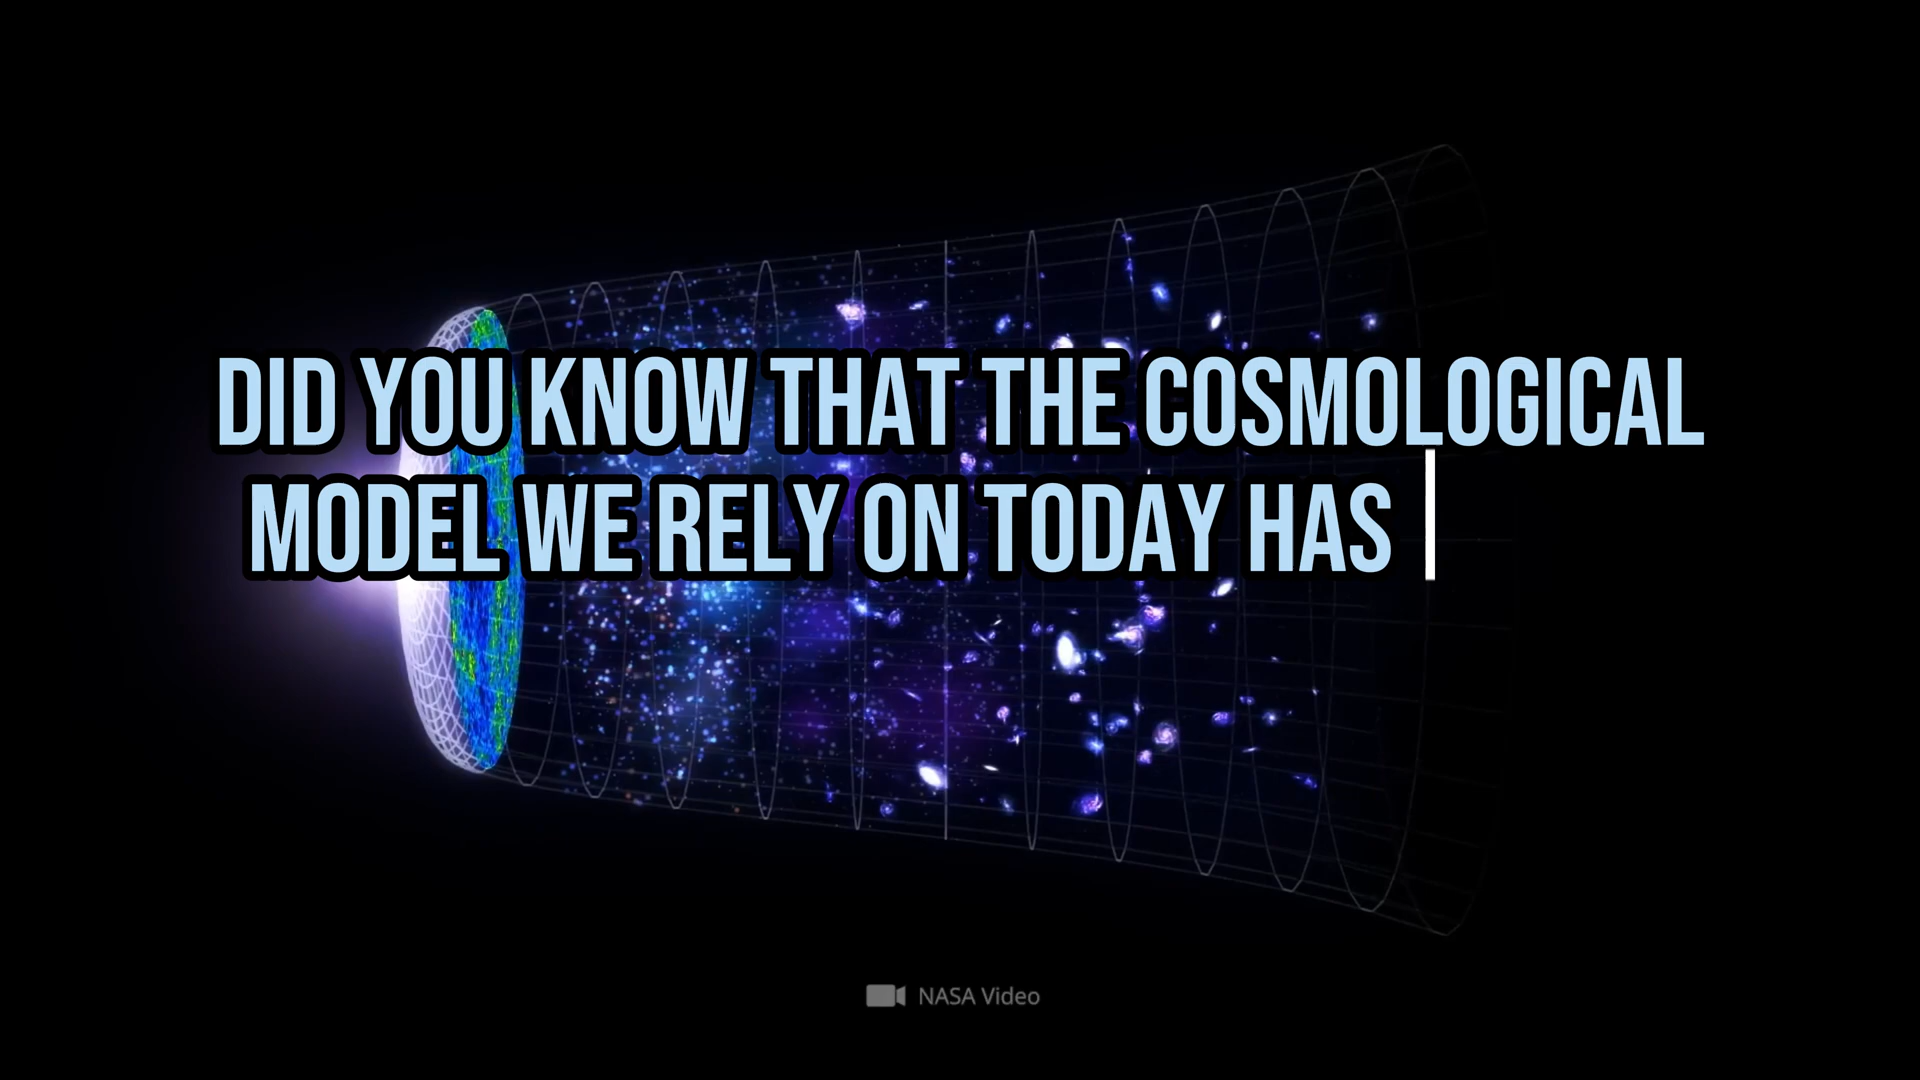 DID YOU KNOW THAT THE COSMOLOGICAL
MODEL WE RELY ON TODAY HAS
NASA Video